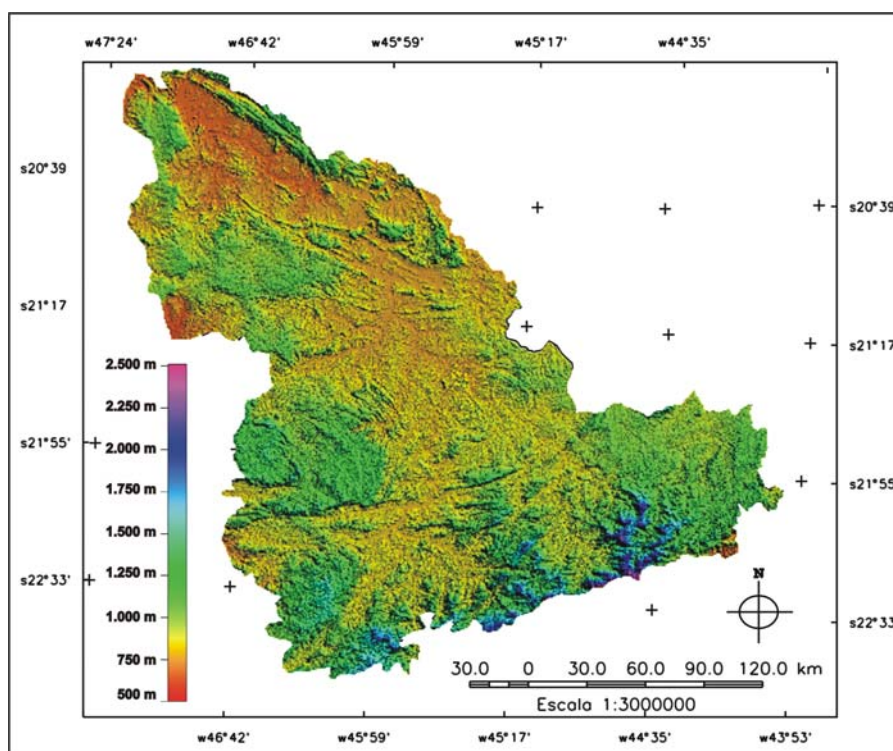 w47°24' w46°42' w45°59' w45°17' w44°35'
s20°39
s20°39
s21°17
s21°17
2.500 m
2.250 m
s21°55'
2.000 m
s21°55
1.750 m
1.500 m
s22°33'
1.250 m
N
1.000 m
s22°33
750 m
30.0 0 30.0 60.0 90.0 120.0 km
500 m
Escala 1:3000000
w46°42' w45°59' w45°17' w44°35' w43°53'